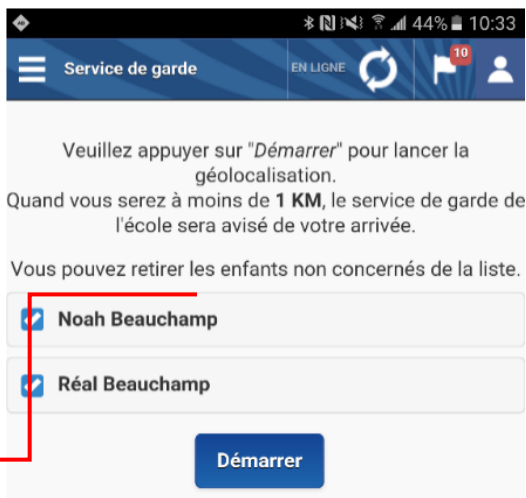 44% 10:33
Service de garde EN LIGNE 10
Veuillez appuyer sur "Démarrer" pour lancer la
géolocalisation.
Quand vous serez à moins de 1 KM, le service de garde de
l'école sera avisé de votre arrivée.
Vous pouvez retirer les enfants non concernés de la liste.
Noah Beauchamp
Réal Beauchamp
Démarrer